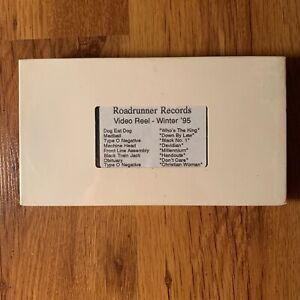 Roadrunner Records
Video Reel - Winter '95
Dog Eat Dog "Who's The King"
Madball "Down By Law"
Type O Negative "Black No. 1"
Machine Head "Davidian"
Front Line Assembly "Millennium"
Black Train Jack "Handouts"
Obituary "Don't Care"
Type O Negative "Christian Woman"